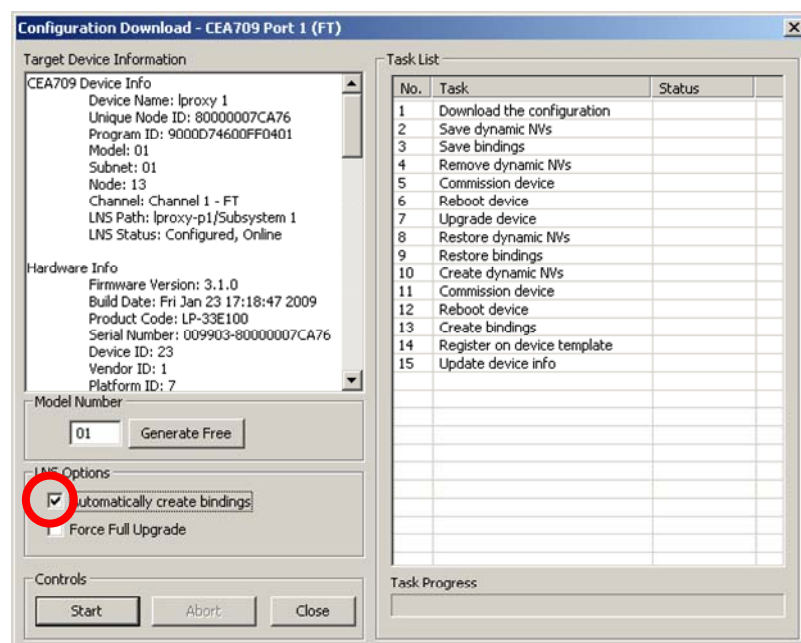 Configuration Download - CEA709 Port 1 (FT)
Target Device Information
CEA709 Device Info
Device Name: lproxy 1
Unique Node ID: 80000007CA76
Program ID: 9000D74600FF0401
Model: 01
Subnet: 01
Node: 13
Channel: Channel 1 - FT
LNS Path: lproxy-p1/Subsystem 1
LNS Status: Configured, Online
Hardware Info
Firmware Version: 3.1.0
Build Date: Fri Jan 23 17:18:47 2009
Product Code: LP-33E100
Serial Number: 009903-80000007CA76
Device ID: 23
Vendor ID: 1
Platform ID: 7
Model Number
01 Generate Free
LNS Options
Automatically create bindings
Force Full Upgrade
Controls
Start Abort Close
Task List
No. Task Status
1 Download the configuration
2 Save dynamic NVs
3 Save bindings
4 Remove dynamic NVs
5 Commission device
6 Reboot device
7 Upgrade device
8 Restore dynamic NVs
9 Restore bindings
10 Create dynamic NVs
11 Commission device
12 Reboot device
13 Create bindings
14 Register on device template
15 Update device info
Task Progress